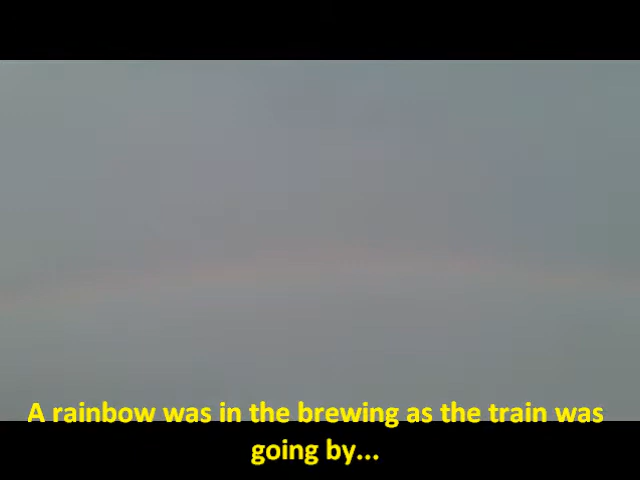 A rainbow was in the brewing as the train was
going by...